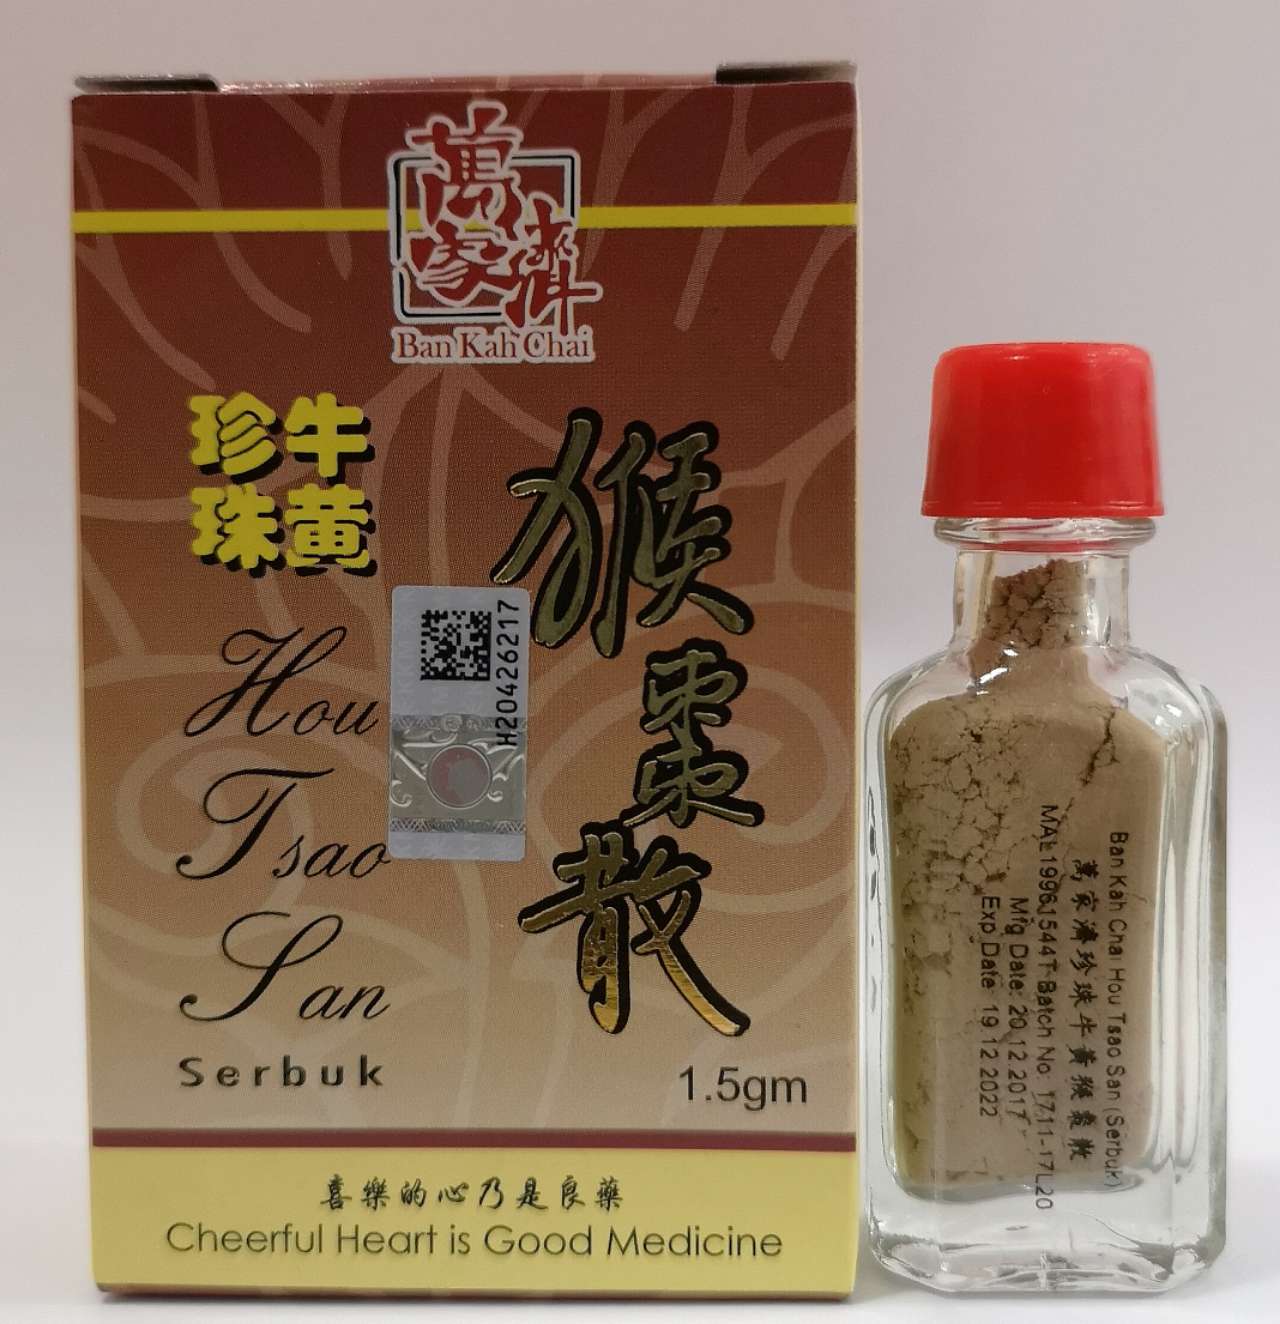 萬家濟
Ban Kah Chai
珍珠牛黄
猴棗散
Hou
Tsao
San
Serbuk
H20426217
1.5gm
喜樂的心乃是良藥
Cheerful Heart is Good Medicine
Ban Kah Chai Hou Tsao San (Serbuk)
萬家濟珍珠牛黃猴棗散
MAL19961544T Batch No: 1711-17L20
Mfg Date: 20 12 2017
Exp Date: 19 12 2022